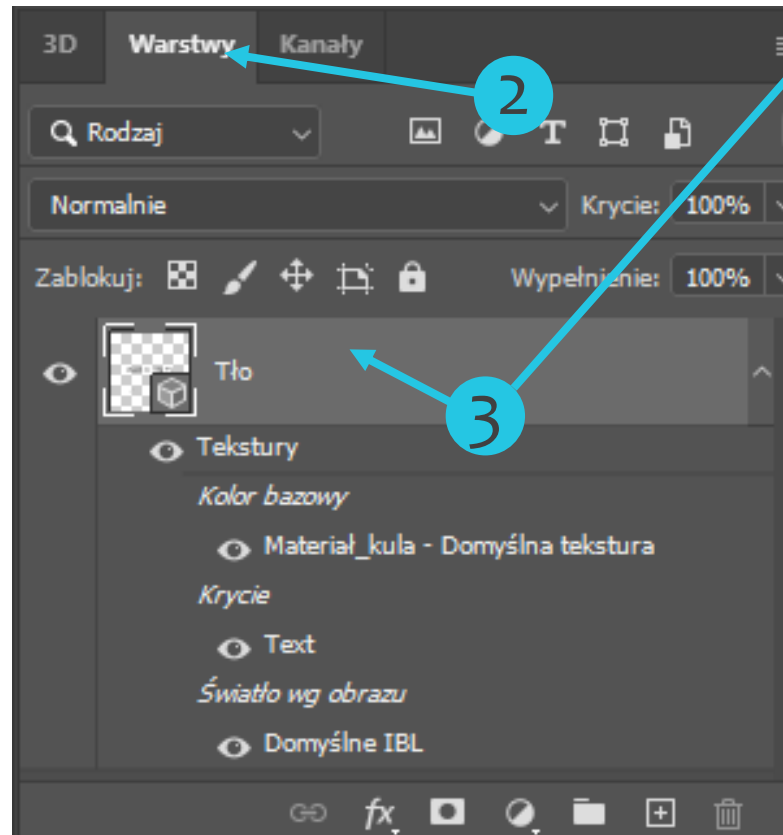 3D Warstwy Kanały
2
Rodzaj T
Normalnie Krycie: 100%
Zablokuj: Wypełnienie: 100%
Tło
3
Tekstury
Kolor bazowy
Materiał_kula - Domyślna tekstura
Krycie
Text
Światło wg obrazu
Domyślne IBL
fx